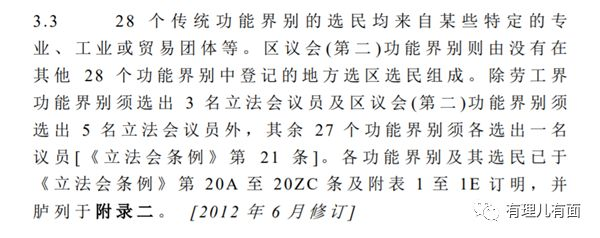 3.3 28 个传统功能界别的选民均来自某些特定的专
业、工业或贸易团体等。区议会(第二)功能界别则由没有在
其他 28 个功能界别中登记的地方选区选民组成。除劳工界
功能界别须选出 3 名立法会议员及区议会(第二)功能界别须
选出 5 名立法会议员外，其余 27 个功能界别须各选出一名
议员[《立法会条例》第 21 条]。各功能界别及其选民已于
《立法会条例》第 20A 至 20ZC 条及附表 1 至 1E 订明，并
胪列于附录二。 [2012 年 6 月修订]
有理儿有面